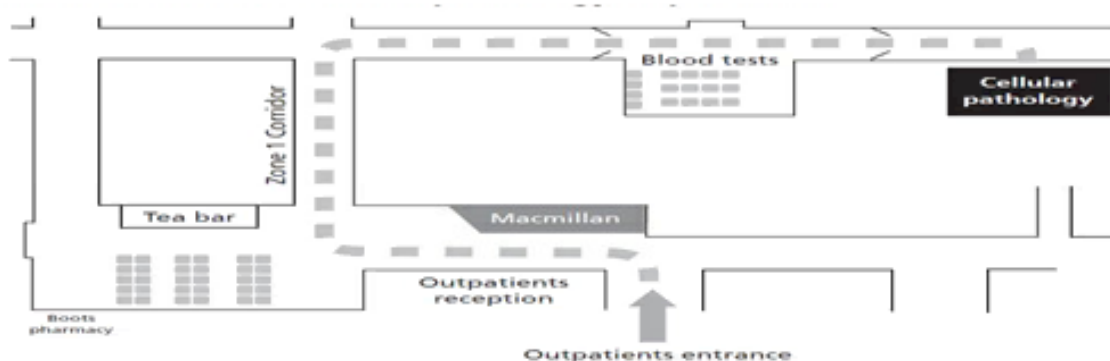 Blood tests
Cellular
pathology
Zone 1 Corridor
Tea bar
Macmillan
Outpatients
reception
Boots
pharmacy
Outpatients entrance